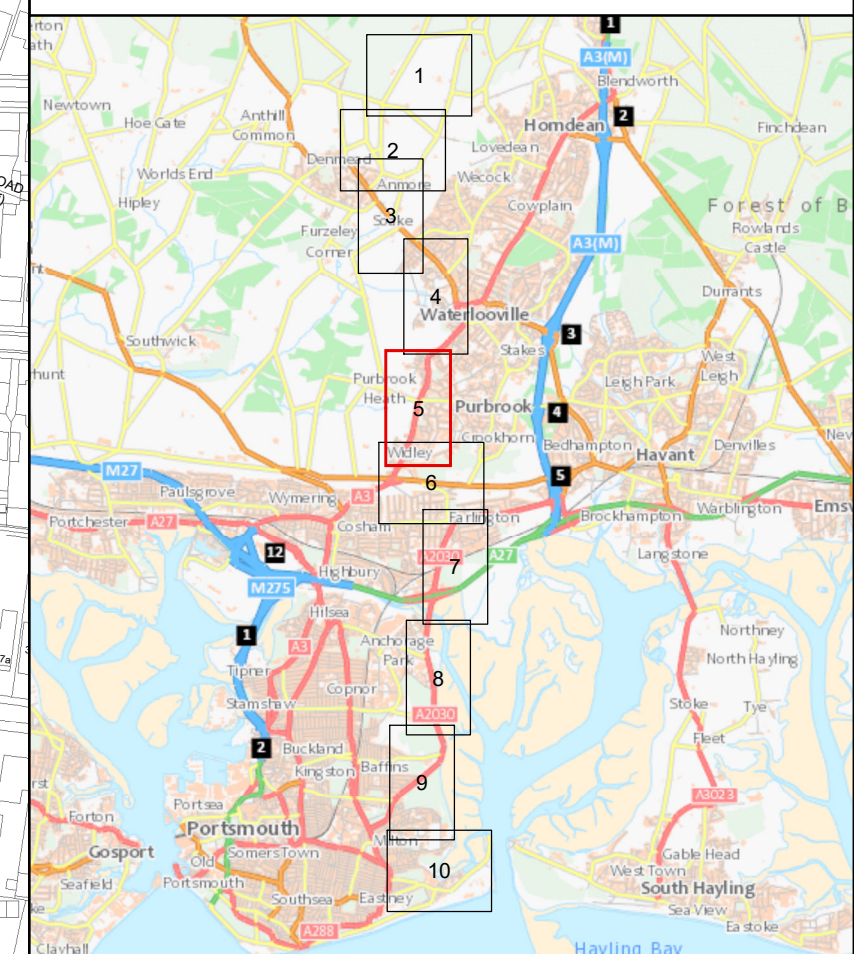 1
erton
ath
A3(M)
1
Blendworth
Newtown
Anthill
Common
Hoe Gate
2
Horndean
Finchdean
2
Lovedean
Denmead
Worlds End
Anmore
Wecock
OAD
Hipley
3
Cowplain
Forest of B
Furzeley
Corner
Rowlands
Castle
A3(M)
4
Durrants
Waterlooville
Southwick
3
Stakes
West
Leigh
Purbrook
Heath
Leigh Park
hunt
5
Purbrook
4
Crookhorn
Bedhampton
Denvilles
Nev
Widley
Havant
M27
5
6
Paulsgrove
Wymering
A3
Warblington
Emsw
Portchester
A27
Cosham
Farlington
Brockhampton
12
A2030
A27
Langstone
7
Highbury
M275
Hilsea
1
A3
Anchorage
Park
Northney
7a
3
North Hayling
Tipner
8
Copnor
Stamshaw
Stoke
Tye
A2030
2
Buckland
Fleet
Kingston
Baffins
rst
9
A3023
Portsea
Forton
Portsmouth
Milton
Gosport
Old
Portsmouth
Somers Town
Gable Head
10
West Town
Seafield
South Hayling
Southsea
Eastney
Sea View
ke
Eastoke
A288
Clayhall
Hayling Bay